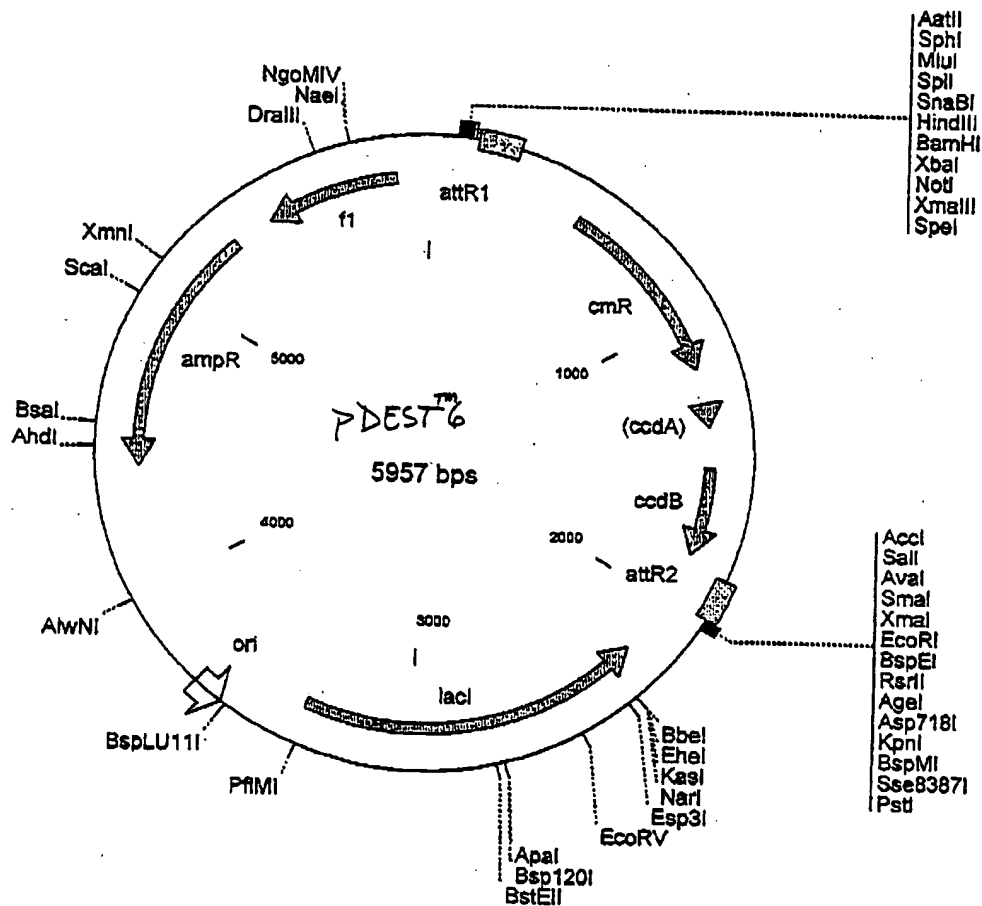 AatII
SphI
MluI
SplI
SnaBI
HindIII
BamHI
XbaI
NotI
XmaIII
SpeI
NgoMIV
NaeI
DraIII
attR1
f1
XmnI
ScaI
cmR
ampR
5000
1000
BsaI
AhdI
pDEST™6
5957 bps
(ccdA)
ccdB
4000
2000
attR2
AccI
SalI
AvaI
SmaI
XmaI
EcoRI
BspEI
RsrII
AgeI
Asp718I
KpnI
BspMI
Sse8387I
PstI
AlwNI
ori
3000
lacI
BspLU11I
PflMI
BbeI
EheI
KasI
NarI
Esp3I
EcoRV
ApaI
Bsp120I
BstEII